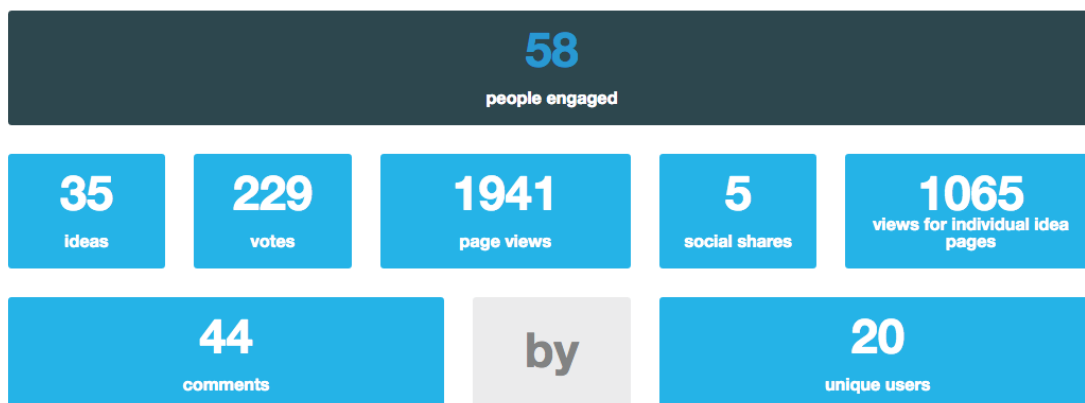 58
people engaged
35
ideas
229
votes
1941
page views
5
social shares
1065
views for individual idea
pages
44
comments
by
20
unique users